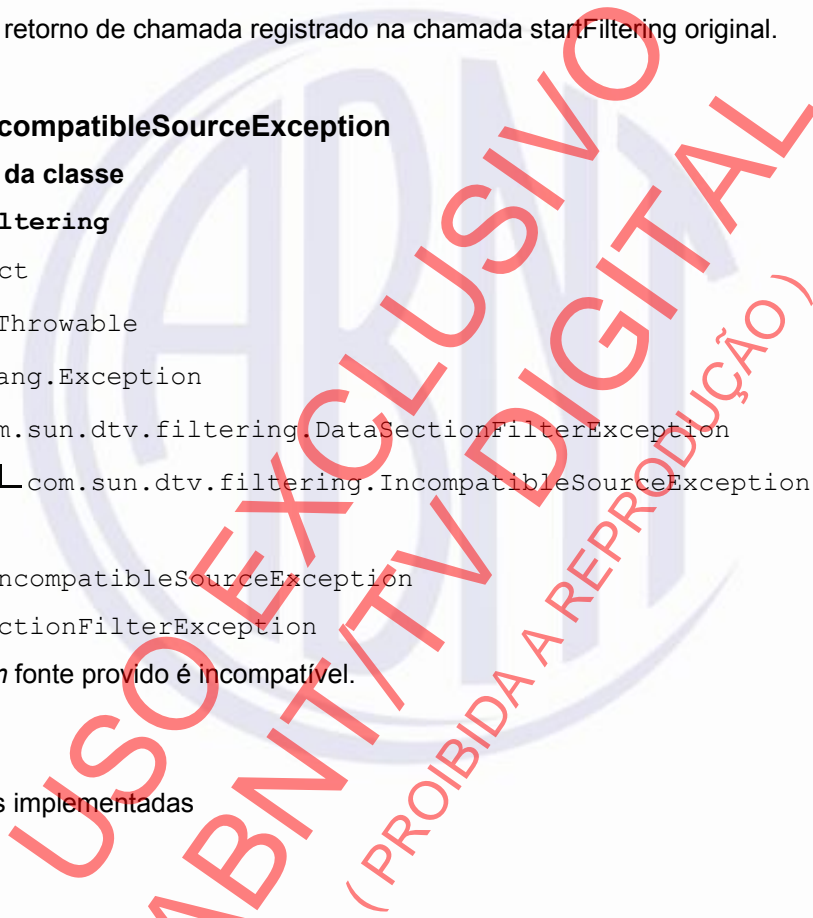 retorno de chamada registrado na chamada startFiltering original.
compatibleSourceException
da classe
ltering
ct
Throwable
ang.Exception
m.sun.dtv.filtering.DataSectionFilterException
com.sun.dtv.filtering.IncompatibleSourceException
ncompatibleSourceException
ctionFilterException
n fonte provido é incompatível.
s implementadas
USO EXCLUSIVO
ABNT/TV DIGITAL
( PROIBIDA A REPRODUÇÃO )
ABNT